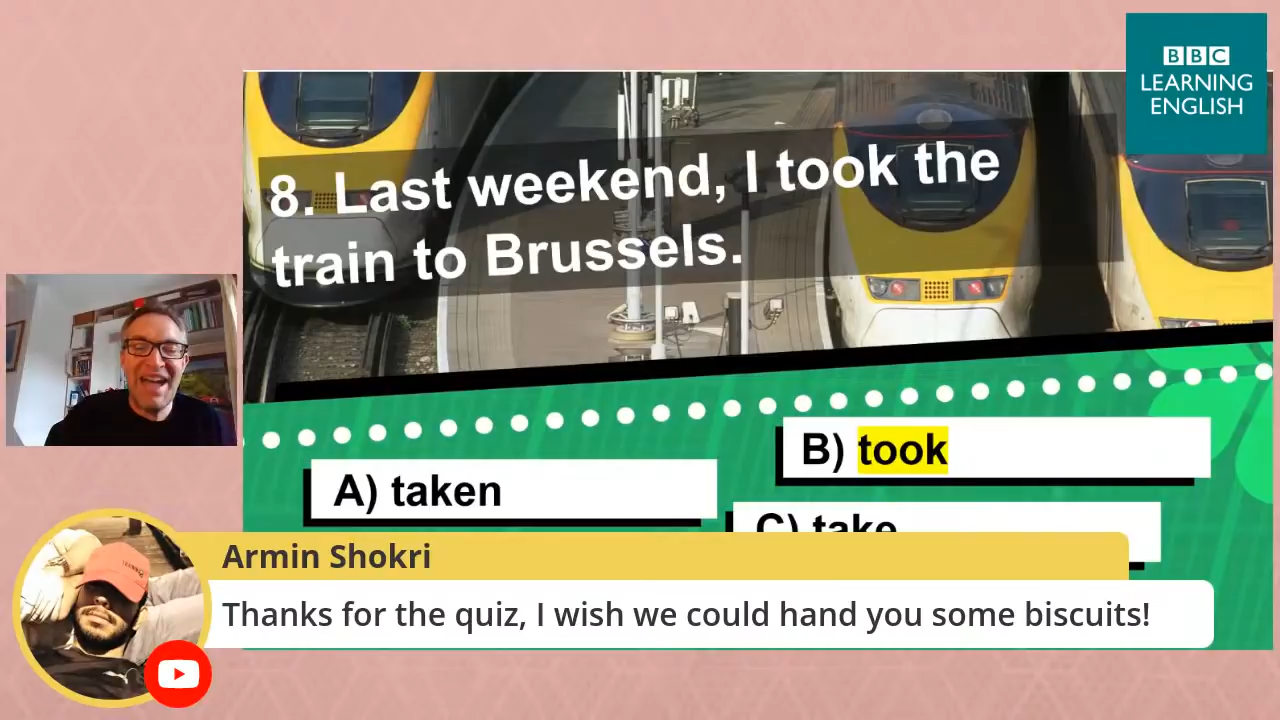 BBC
LEARNING
ENGLISH
8. Last weekend, I took the
train to Brussels.
A) taken
B) took
C) take
Armin Shokri
Thanks for the quiz, I wish we could hand you some biscuits!